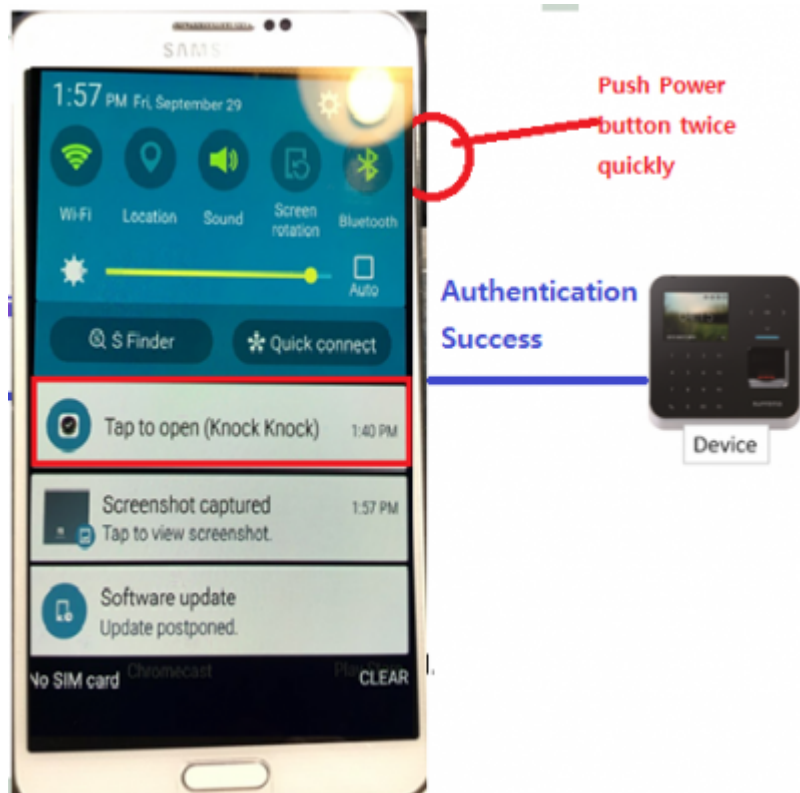 SAMS
1:57 PM Fri, September 29
Push Power
button twice
quickly
Wi-Fi
Location
Sound
Screen
rotation
Bluetooth
Auto
S Finder
Quick connect
Authentication
Success
Tap to open (Knock Knock)
1:40 PM
Device
Screenshot captured
1:57 PM
Tap to view screenshot.
Software update
Update postponed.
Chromecast
No SIM card
CLEAR